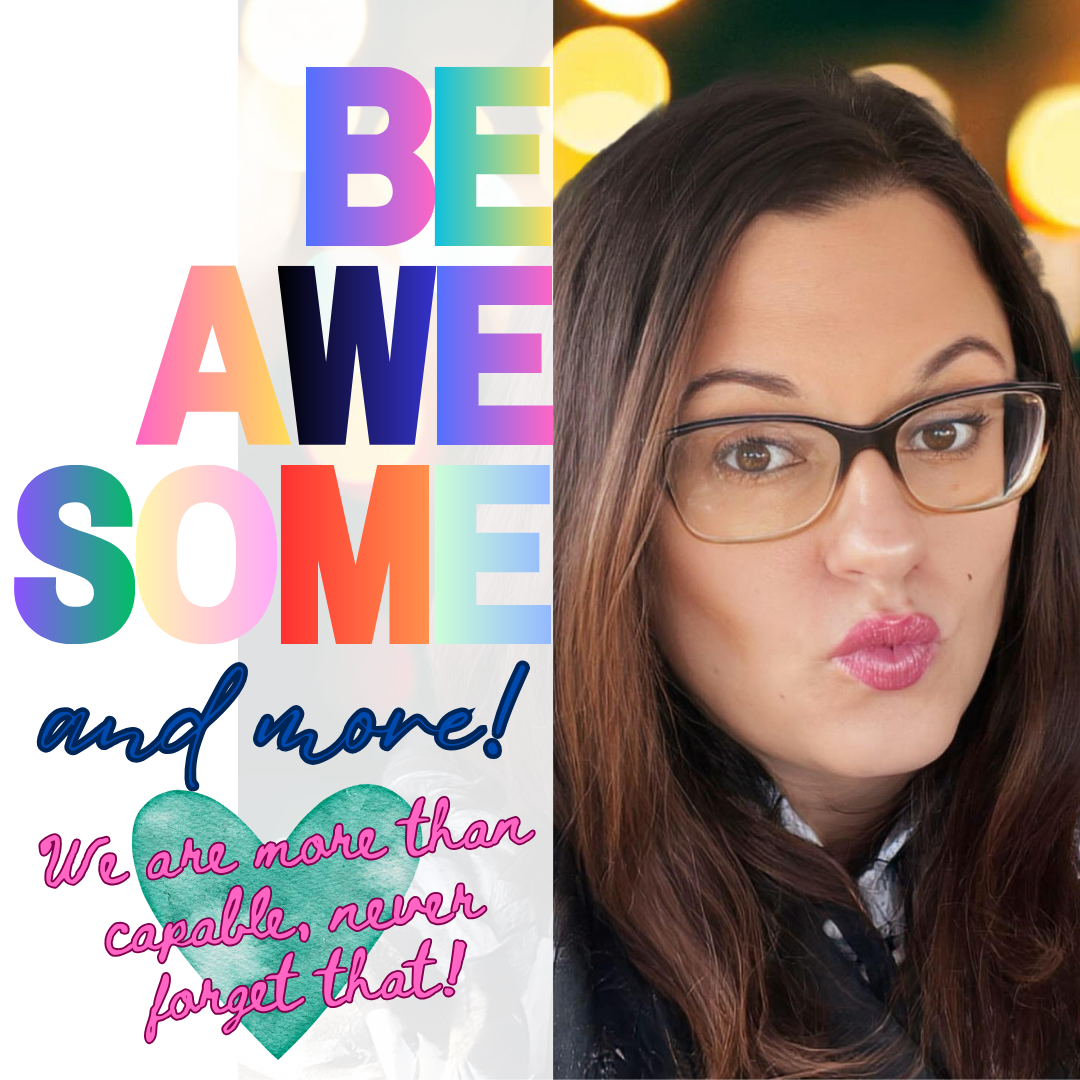 BE
AWE
SOME
and more!
We are more than
capable, never
forget that!